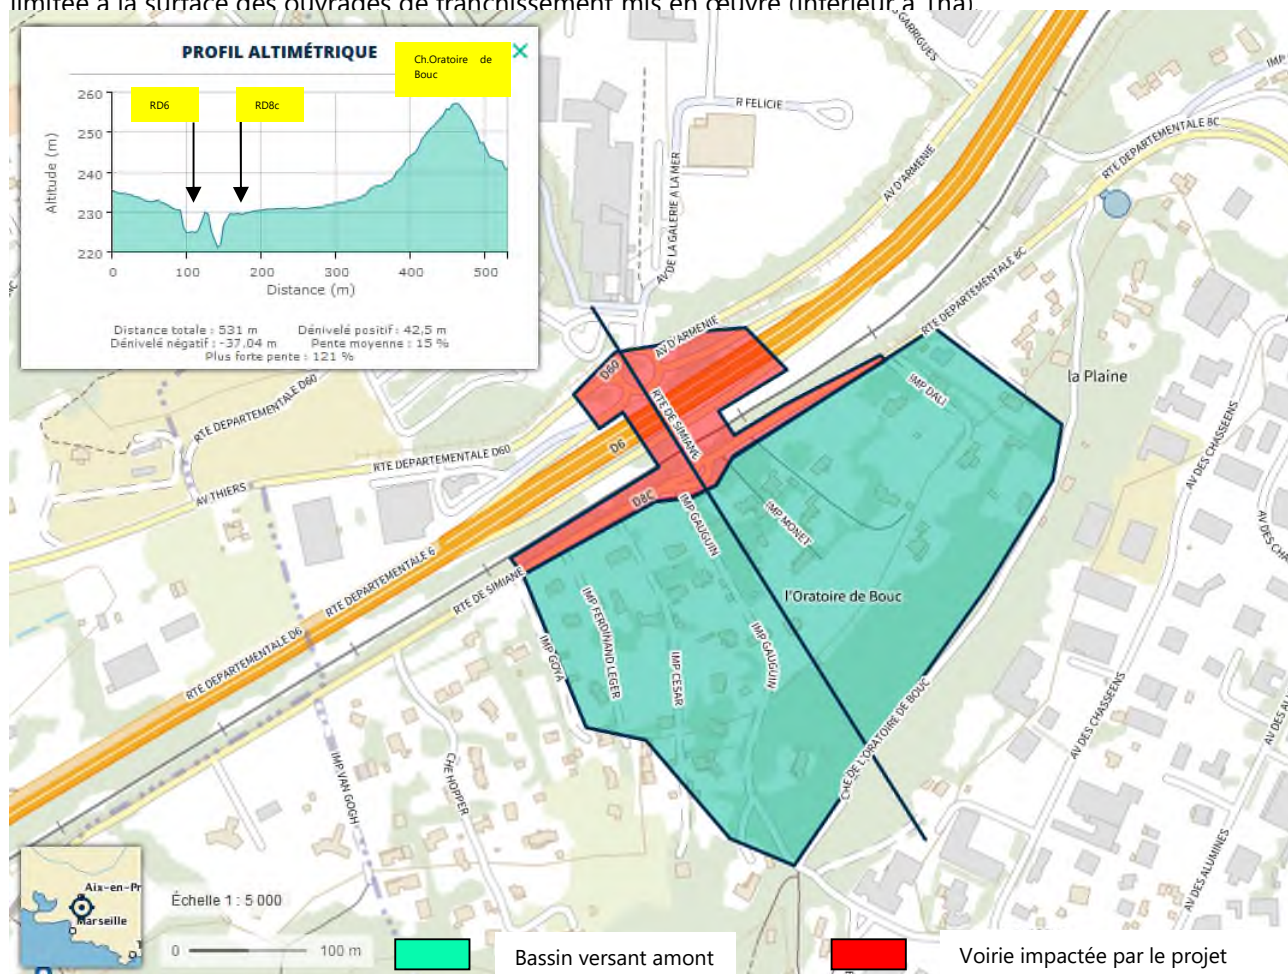 limitée à la surface des ouvrages de franchissement mis en œuvre (inférieur à 1ha).
PROFIL ALTIMÉTRIQUE
Ch.Oratoire de
Bouc
RD6
RD8c
260
250
240
230
220
Altitude (m)
0 100 200 300 400 500
Distance (m)
Distance totale : 531 m
Dénivelé positif : 42,5 m
Dénivelé négatif : -37.04 m
Pente moyenne : 15 %
Plus forte pente : 121 %
GARRIGUES
IMP
R FELICIE
RTE DEPARTEMENTALE 8C
AV D'ARMENIE
AV DE LA GALERIE A LA MER
RTE DEPARTEMENTALE 8C
AV D'ARMENIE
D60
la Plaine
IMP DALI
RTE DEPARTEMENTALE D60
RTE DE SIMIANE
AV DES CHASSEENS
D6
RTE DEPARTEMENTALE D60
AV THIERS
D8C
IMP GAUGUIN
IMP MONET
AV DES CHASSEENS
RTE DEPARTEMENTALE 6
RTE DE SIMIANE
l'Oratoire de Bouc
IMP FERDINAND LEGER
IMP GOYA
IMP CESAR
IMP GAUGUIN
RTE DEPARTEMENTALE D6
CHE DE L'ORATOIRE DE BOUC
AV DES CHASSEENS
IMP VAN GOGH
CHE HOPPER
AV DES ALUMINES
Aix-en-Pr
Marseille
Échelle 1 : 5 000
0 100 m
Bassin versant amont
Voirie impactée par le projet